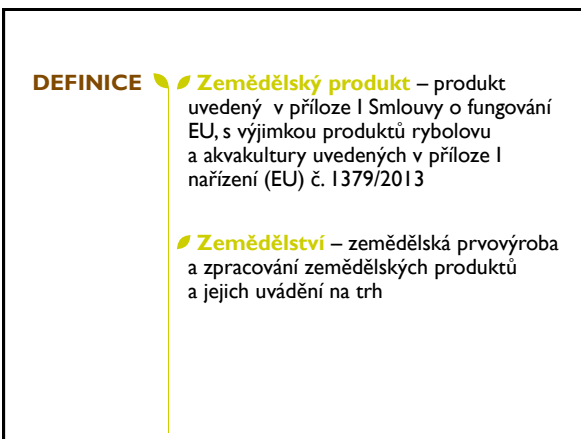 DEFINICE
Zemědělský produkt – produkt
uvedený v příloze I Smlouvy o fungování
EU, s výjimkou produktů rybolovu
a akvakultury uvedených v příloze I
nařízení (EU) č. 1379/2013
Zemědělství – zemědělská prvovýroba
a zpracování zemědělských produktů
a jejich uvádění na trh